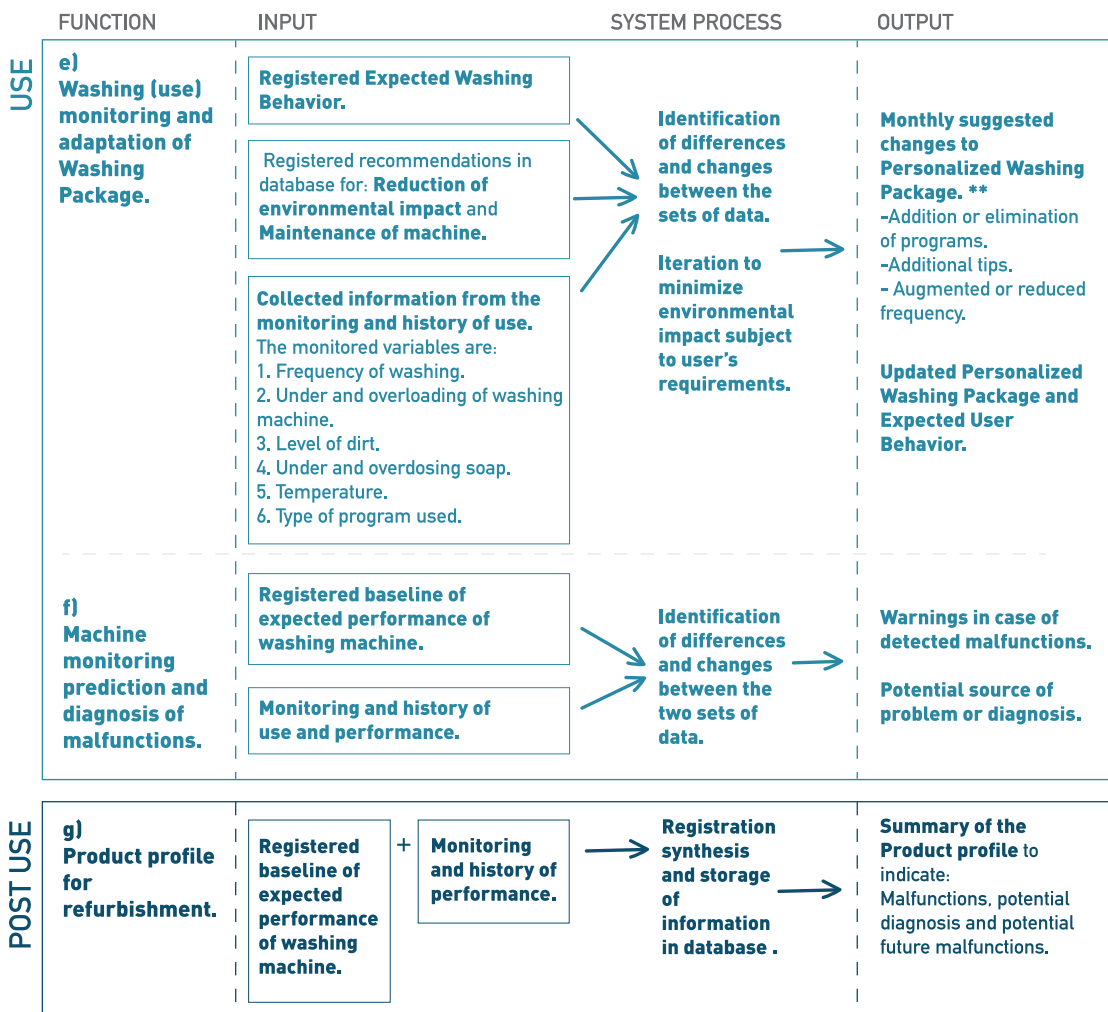 FUNCTION
INPUT
SYSTEM PROCESS
OUTPUT
USE
e)
Washing (use)
monitoring and
adaptation of
Washing
Package.
Registered Expected Washing
Behavior.
Registered recommendations in
database for: Reduction of
environmental impact and
Maintenance of machine.
Collected information from the
monitoring and history of use.
The monitored variables are:
1. Frequency of washing.
2. Under and overloading of washing
machine.
3. Level of dirt.
4. Under and overdosing soap.
5. Temperature.
6. Type of program used.
Identification
of differences
and changes
between the
sets of data.
Iteration to
minimize
environmental
impact subject
to user's
requirements.
Monthly suggested
changes to
Personalized Washing
Package. **
-Addition or elimination
of programs.
-Additional tips.
- Augmented or reduced
frequency.
Updated Personalized
Washing Package and
Expected User
Behavior.
f)
Machine
monitoring
prediction and
diagnosis of
malfunctions.
Registered baseline of
expected performance of
washing machine.
Monitoring and history of
use and performance.
Identification
of differences
and changes
between the
two sets of
data.
Warnings in case of
detected malfunctions.
Potential source of
problem or diagnosis.
POST USE
g)
Product profile
for
refurbishment.
Registered
baseline of
expected
performance
of washing
machine.
+
Monitoring
and history of
performance.
Registration
synthesis
and storage
of
information
in database .
Summary of the
Product profile to
indicate:
Malfunctions, potential
diagnosis and potential
future malfunctions.